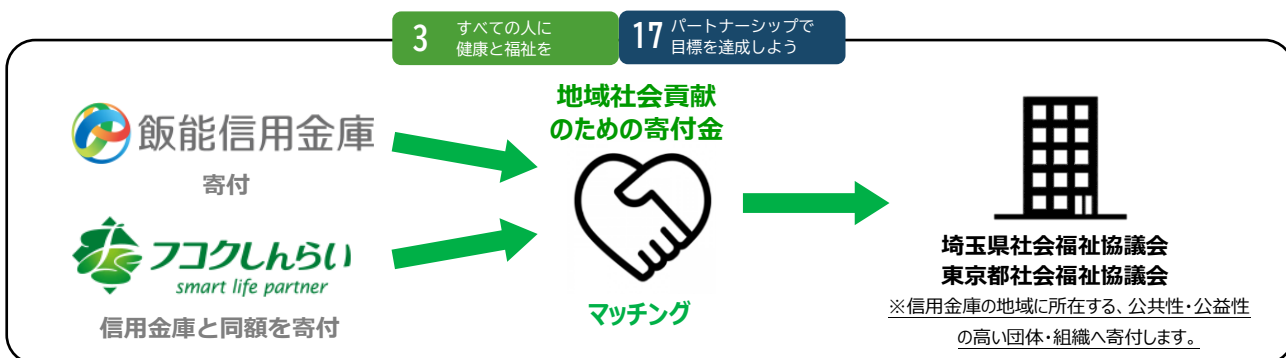 3
すべての人に
健康と福祉を
17
パートナーシップで
目標を達成しよう
飯能信用金庫
寄付
フコクしんらい
smart life partner
信用金庫と同額を寄付
地域社会貢献
のための寄付金
マッチング
埼玉県社会福祉協議会
東京都社会福祉協議会
※信用金庫の地域に所在する、公共性・公益性
の高い団体・組織へ寄付します。